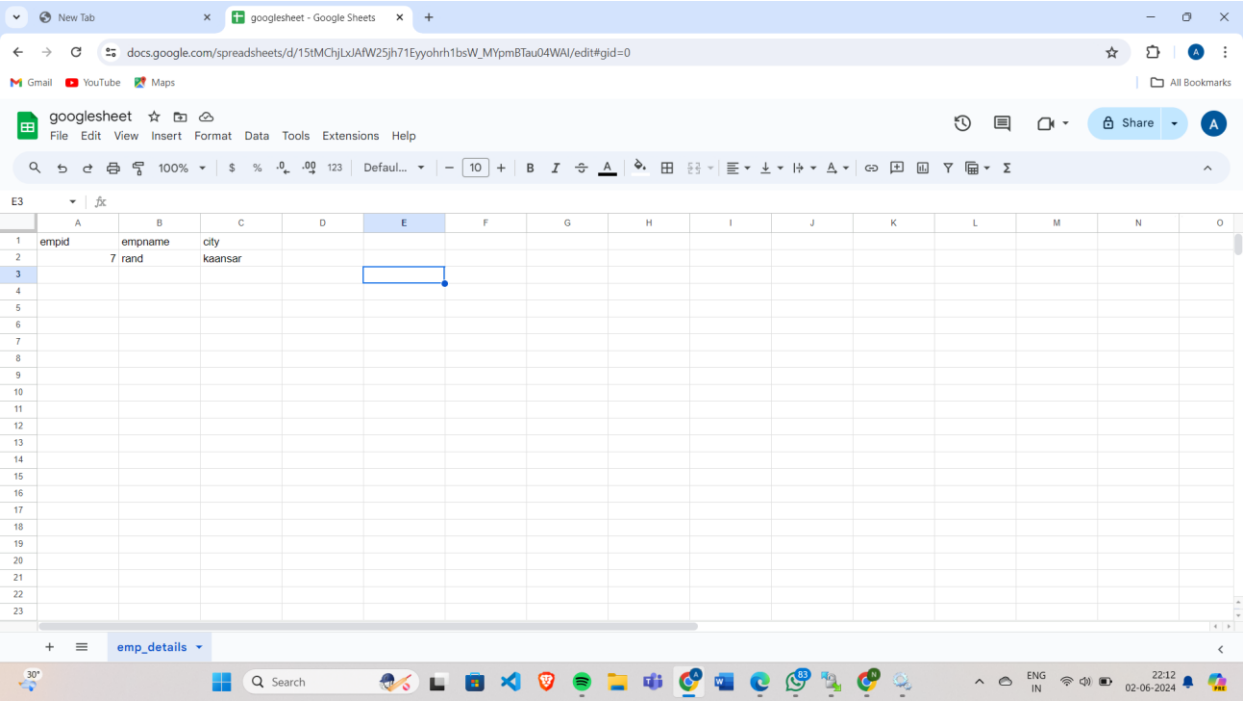 New Tab
googlesheet - Google Sheets
docs.google.com/spreadsheets/d/15tMChjLxJAfW25jh71Eyyohrh1bsW_MYpmBTau04WAI/edit#gid=0
A
Gmail YouTube Maps
All Bookmarks
googlesheet
File Edit View Insert Format Data Tools Extensions Help
Share
A
100% $ % .0 .00 123 Defaul... 10 B I S A
E3 fx
A B C D E F G H I J K L M N O
1 empid empname city
2 7 rand kaansar
3
4
5
6
7
8
9
10
11
12
13
14
15
16
17
18
19
20
21
22
23
emp_details
30°
Search
A
83
N
ENG
IN
22:12
02-06-2024
PRE